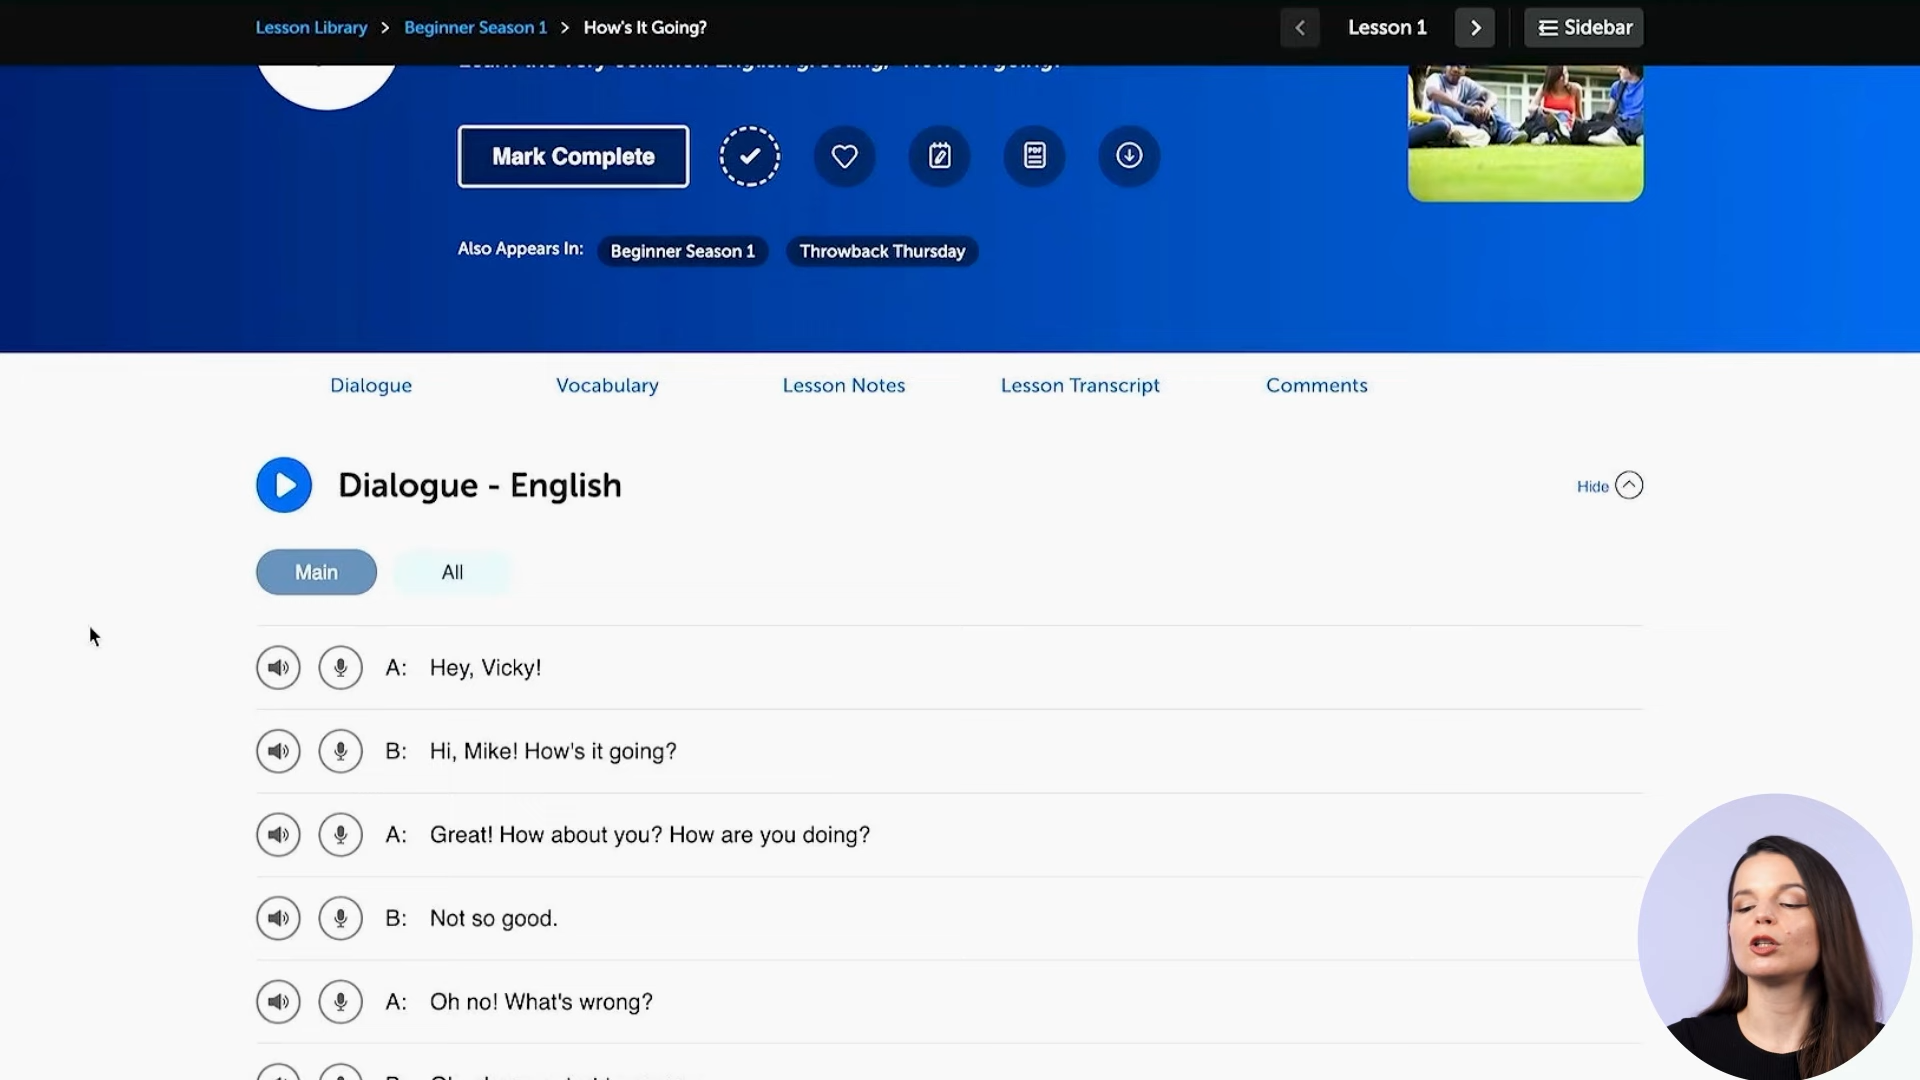 Lesson Library > Beginner Season 1 > How's It Going?
Lesson 1
Sidebar
Mark Complete
PDF
Also Appears In: Beginner Season 1 Throwback Thursday
Dialogue Vocabulary Lesson Notes Lesson Transcript Comments
Dialogue - English
Hide
Main All
A: Hey, Vicky!
B: Hi, Mike! How's it going?
A: Great! How about you? How are you doing?
B: Not so good.
A: Oh no! What's wrong?